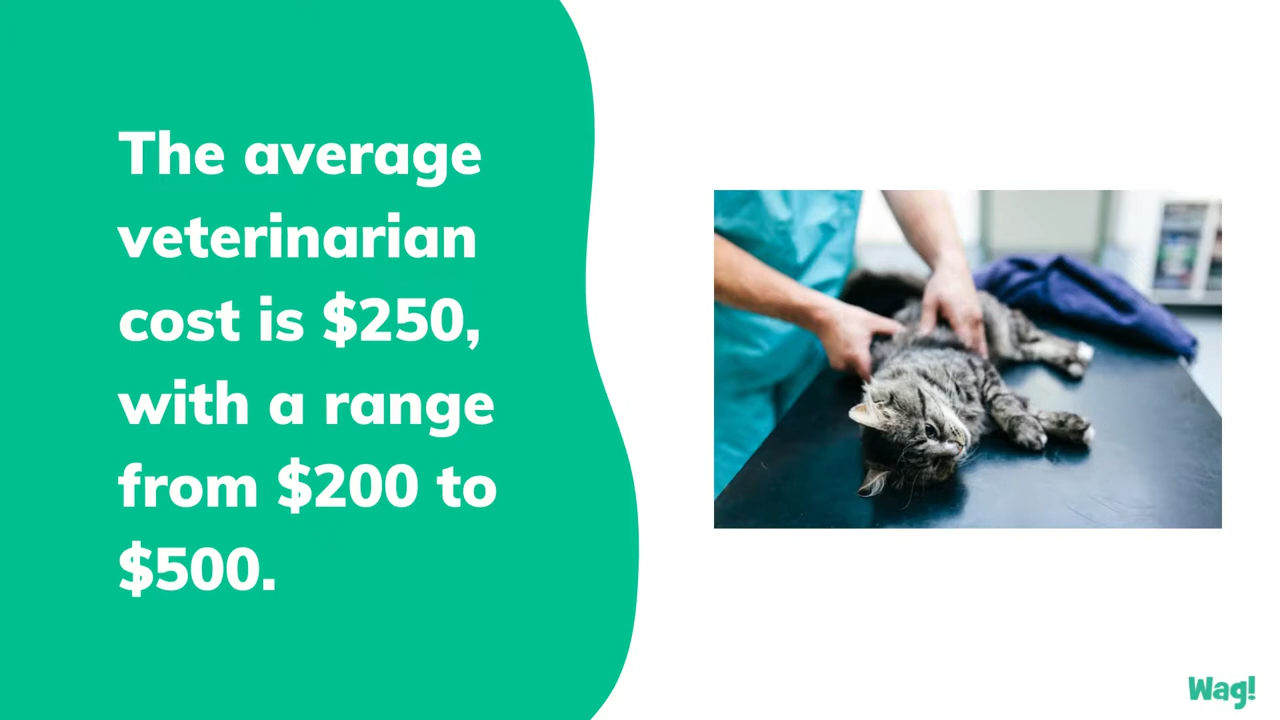 The average
veterinarian
cost is $250,
with a range
from $200 to
$500.
Wag!